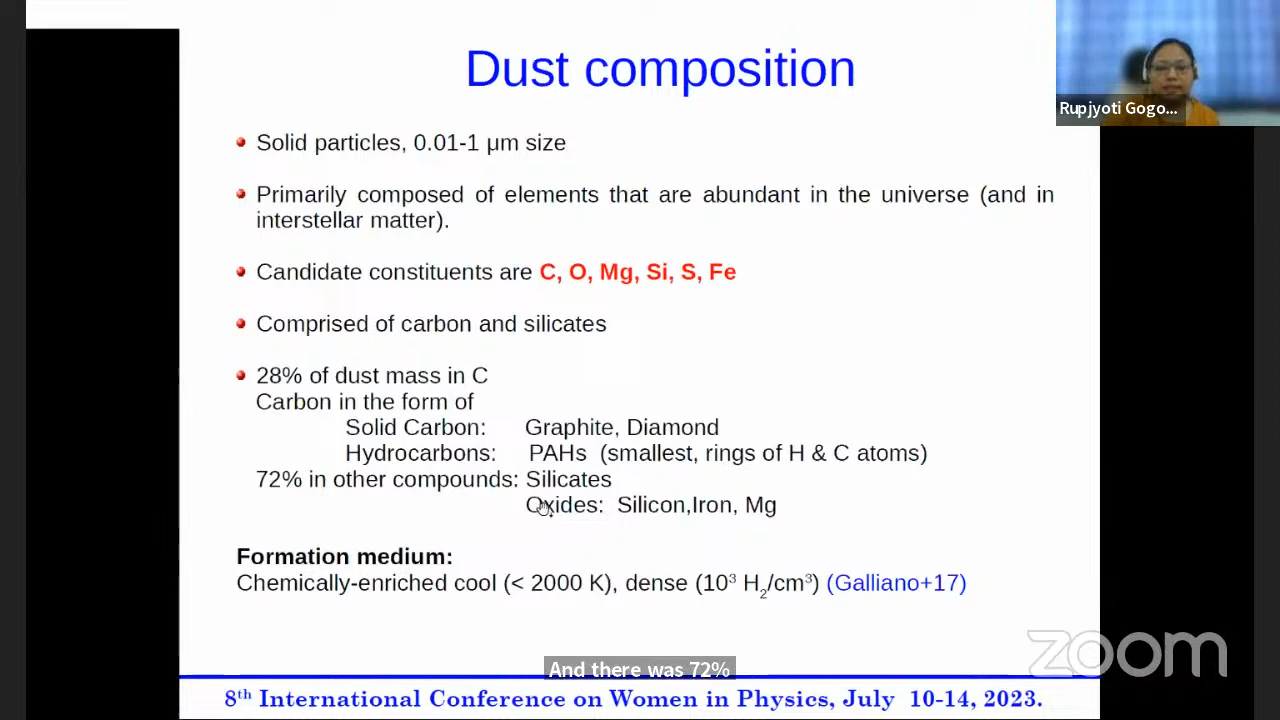 Dust composition
Rupjyoti Gogo...
Solid particles, 0.01-1 μm size
Primarily composed of elements that are abundant in the universe (and in
interstellar matter).
Candidate constituents are C, O, Mg, Si, S, Fe
Comprised of carbon and silicates
28% of dust mass in C
Carbon in the form of
Solid Carbon: Graphite, Diamond
Hydrocarbons: PAHs (smallest, rings of H & C atoms)
72% in other compounds: Silicates
Oxides: Silicon,Iron, Mg
Formation medium:
Chemically-enriched cool (< 2000 K), dense (10³ H₂/cm³) (Galliano+17)
zoom
And there was 72%
8th International Conference on Women in Physics, July 10-14, 2023.